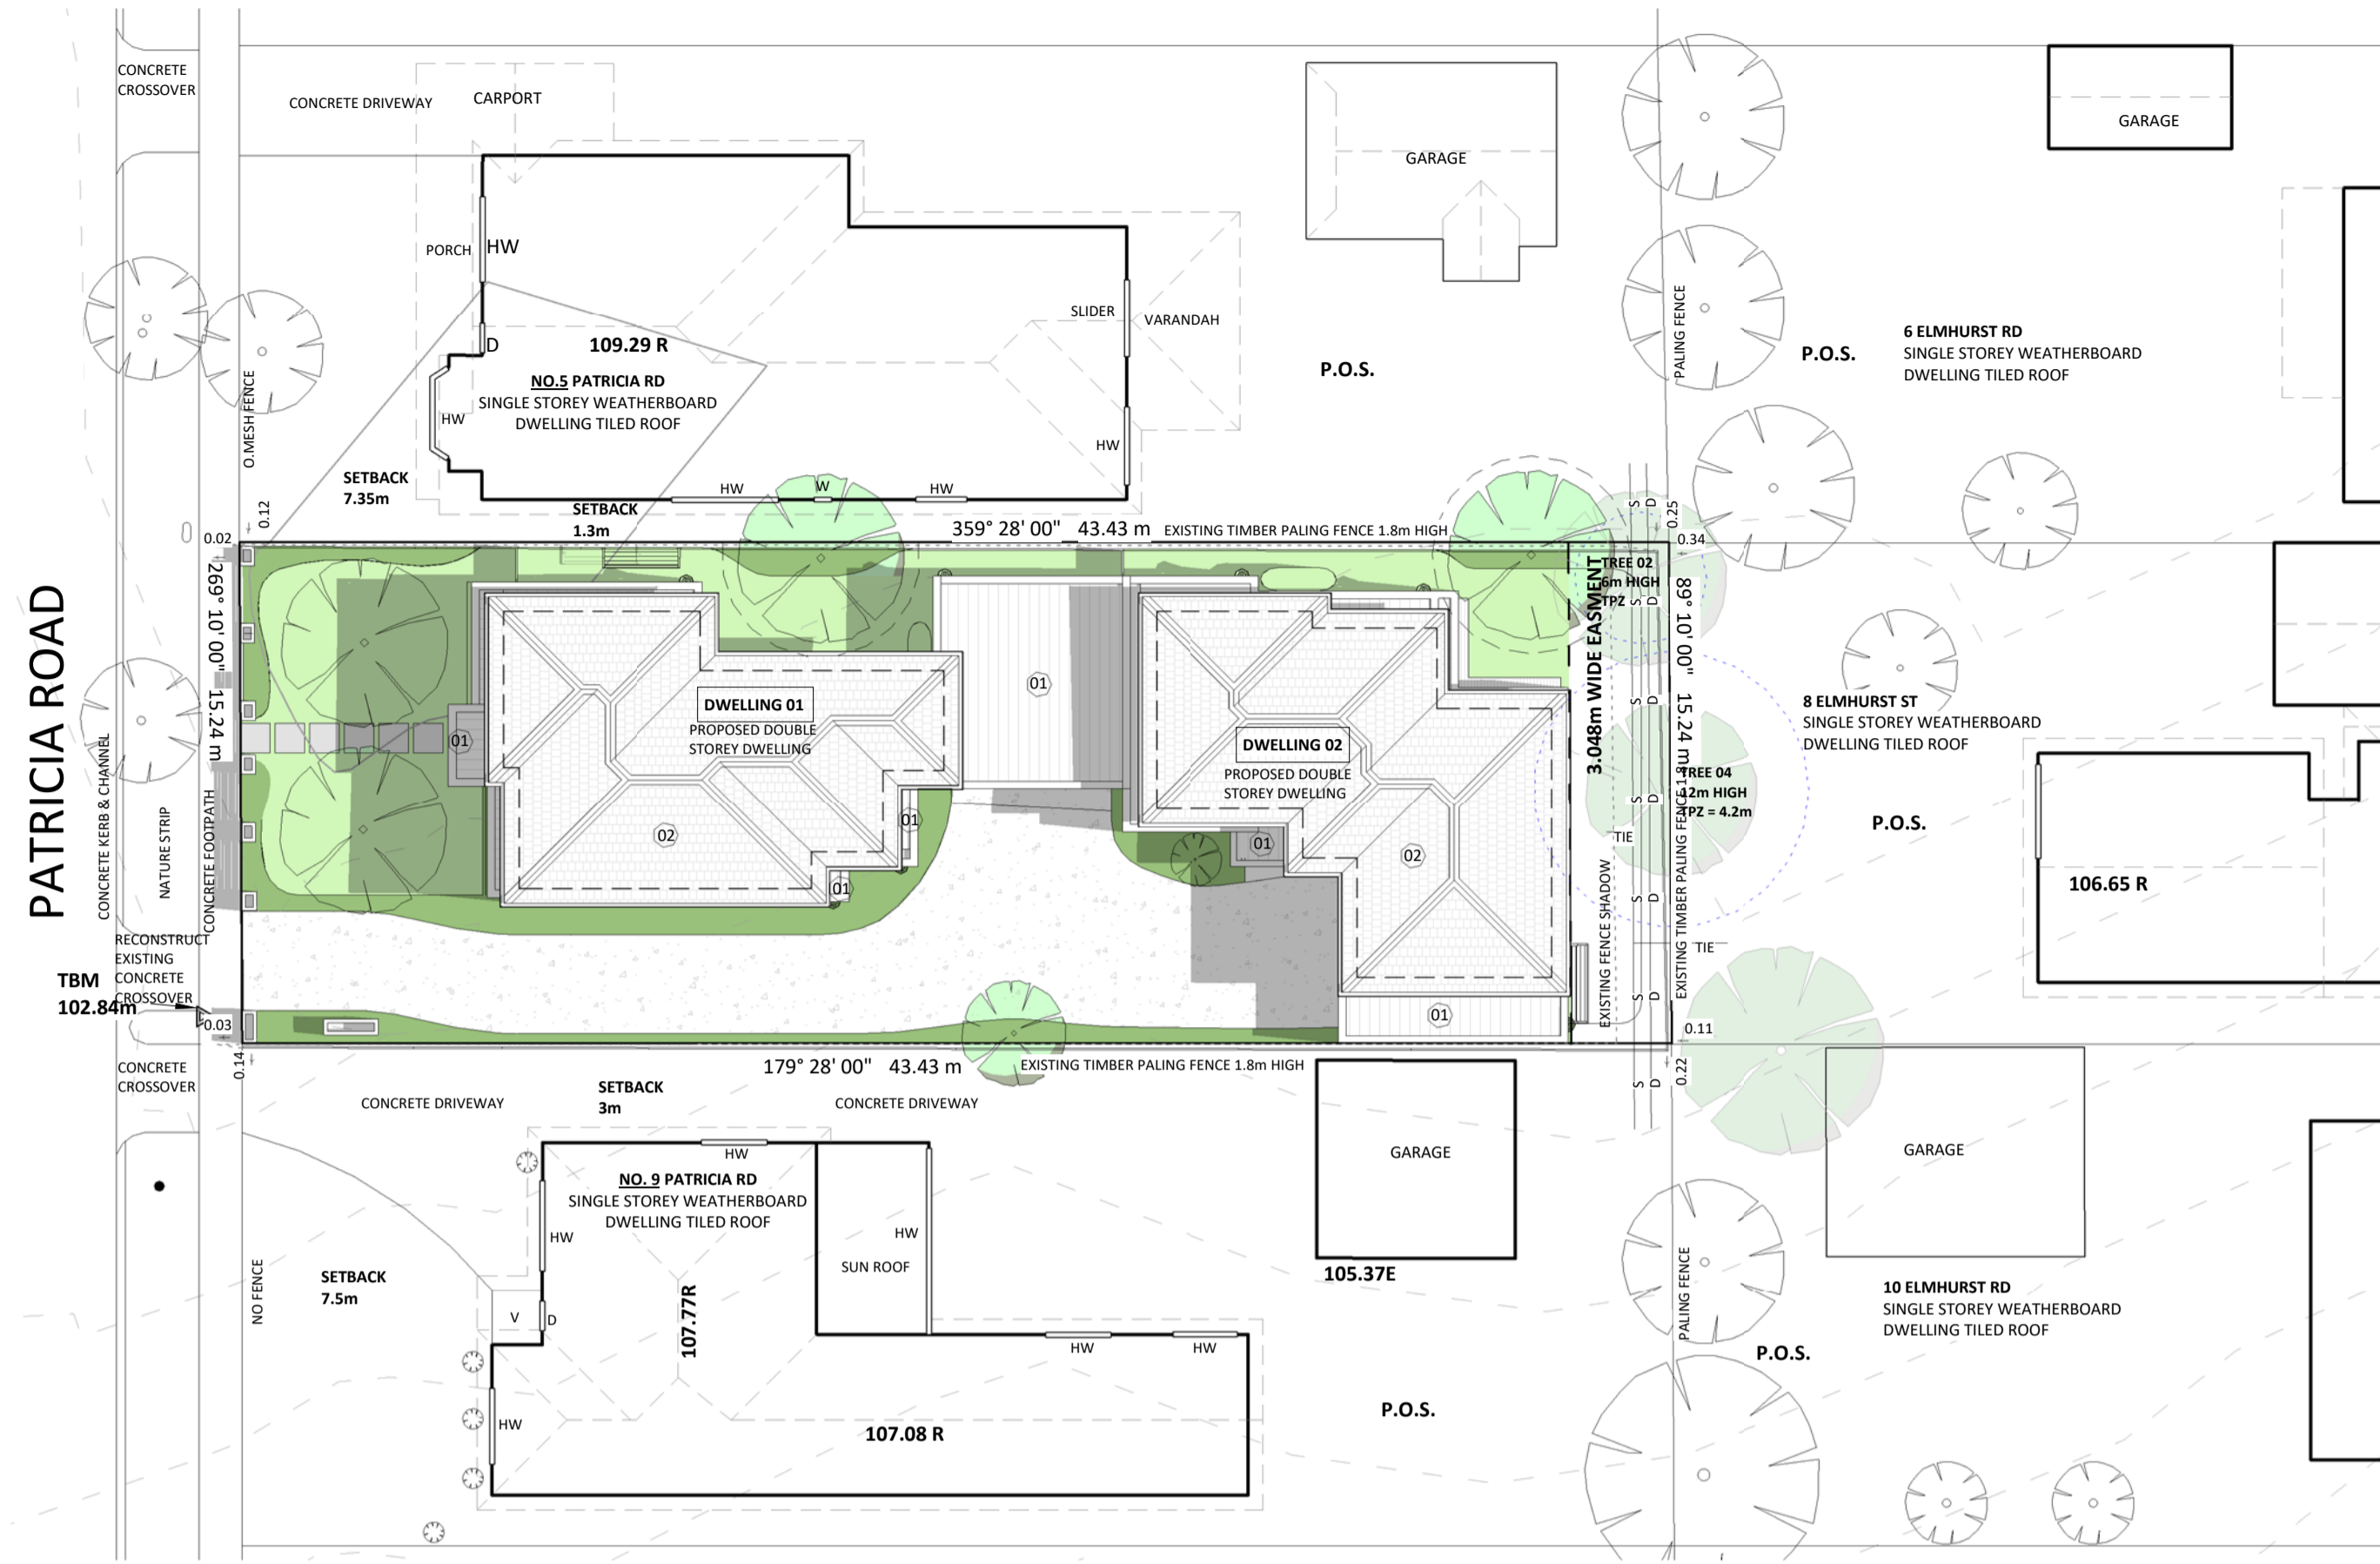 CONCRETE
CROSSOVER
CONCRETE DRIVEWAY
CARPORT
GARAGE
GARAGE
PORCH
HW
SLIDER
VARANDAH
PALING FENCE
6 ELMHURST RD
SINGLE STOREY WEATHERBOARD
DWELLING TILED ROOF
P.O.S.
P.O.S.
D
109.29 R
NO.5 PATRICIA RD
SINGLE STOREY WEATHERBOARD
DWELLING TILED ROOF
HW
HW
O.MESH FENCE
SETBACK
7.35m
HW
W
HW
SETBACK
1.3m
0.12
0.02
359° 28' 00" 43.43 m
EXISTING TIMBER PALING FENCE 1.8m HIGH
S
D
0.25
0.34
TREE 02
6m HIGH
TPZ
S
D
269° 10' 00" 15.24 m
89° 10' 00" 15.24 m
3.048m WIDE EASMENT
PATRICIA ROAD
CONCRETE KERB & CHANNEL
NATURE STRIP
CONCRETE FOOTPATH
01
DWELLING 01
PROPOSED DOUBLE
STOREY DWELLING
02
01
01
01
DWELLING 02
PROPOSED DOUBLE
STOREY DWELLING
01
02
01
S
D
8 ELMHURST ST
SINGLE STOREY WEATHERBOARD
DWELLING TILED ROOF
TREE 04
12m HIGH
TPZ = 4.2m
S
D
TIE
P.O.S.
106.65 R
EXISTING FENCE SHADOW
EXISTING TIMBER PALING FENCE 1.8
S
D
TIE
S
D
RECONSTRUCT
EXISTING
CONCRETE
CROSSOVER
TBM
102.84m
0.03
0.14
0.11
0.22
S
D
CONCRETE
CROSSOVER
179° 28' 00" 43.43 m
EXISTING TIMBER PALING FENCE 1.8m HIGH
SETBACK
3m
CONCRETE DRIVEWAY
CONCRETE DRIVEWAY
HW
NO. 9 PATRICIA RD
SINGLE STOREY WEATHERBOARD
DWELLING TILED ROOF
HW
HW
SUN ROOF
GARAGE
105.37E
GARAGE
NO FENCE
SETBACK
7.5m
V
D
107.77R
HW
HW
HW
107.08 R
PALING FENCE
10 ELMHURST RD
SINGLE STOREY WEATHERBOARD
DWELLING TILED ROOF
P.O.S.
P.O.S.